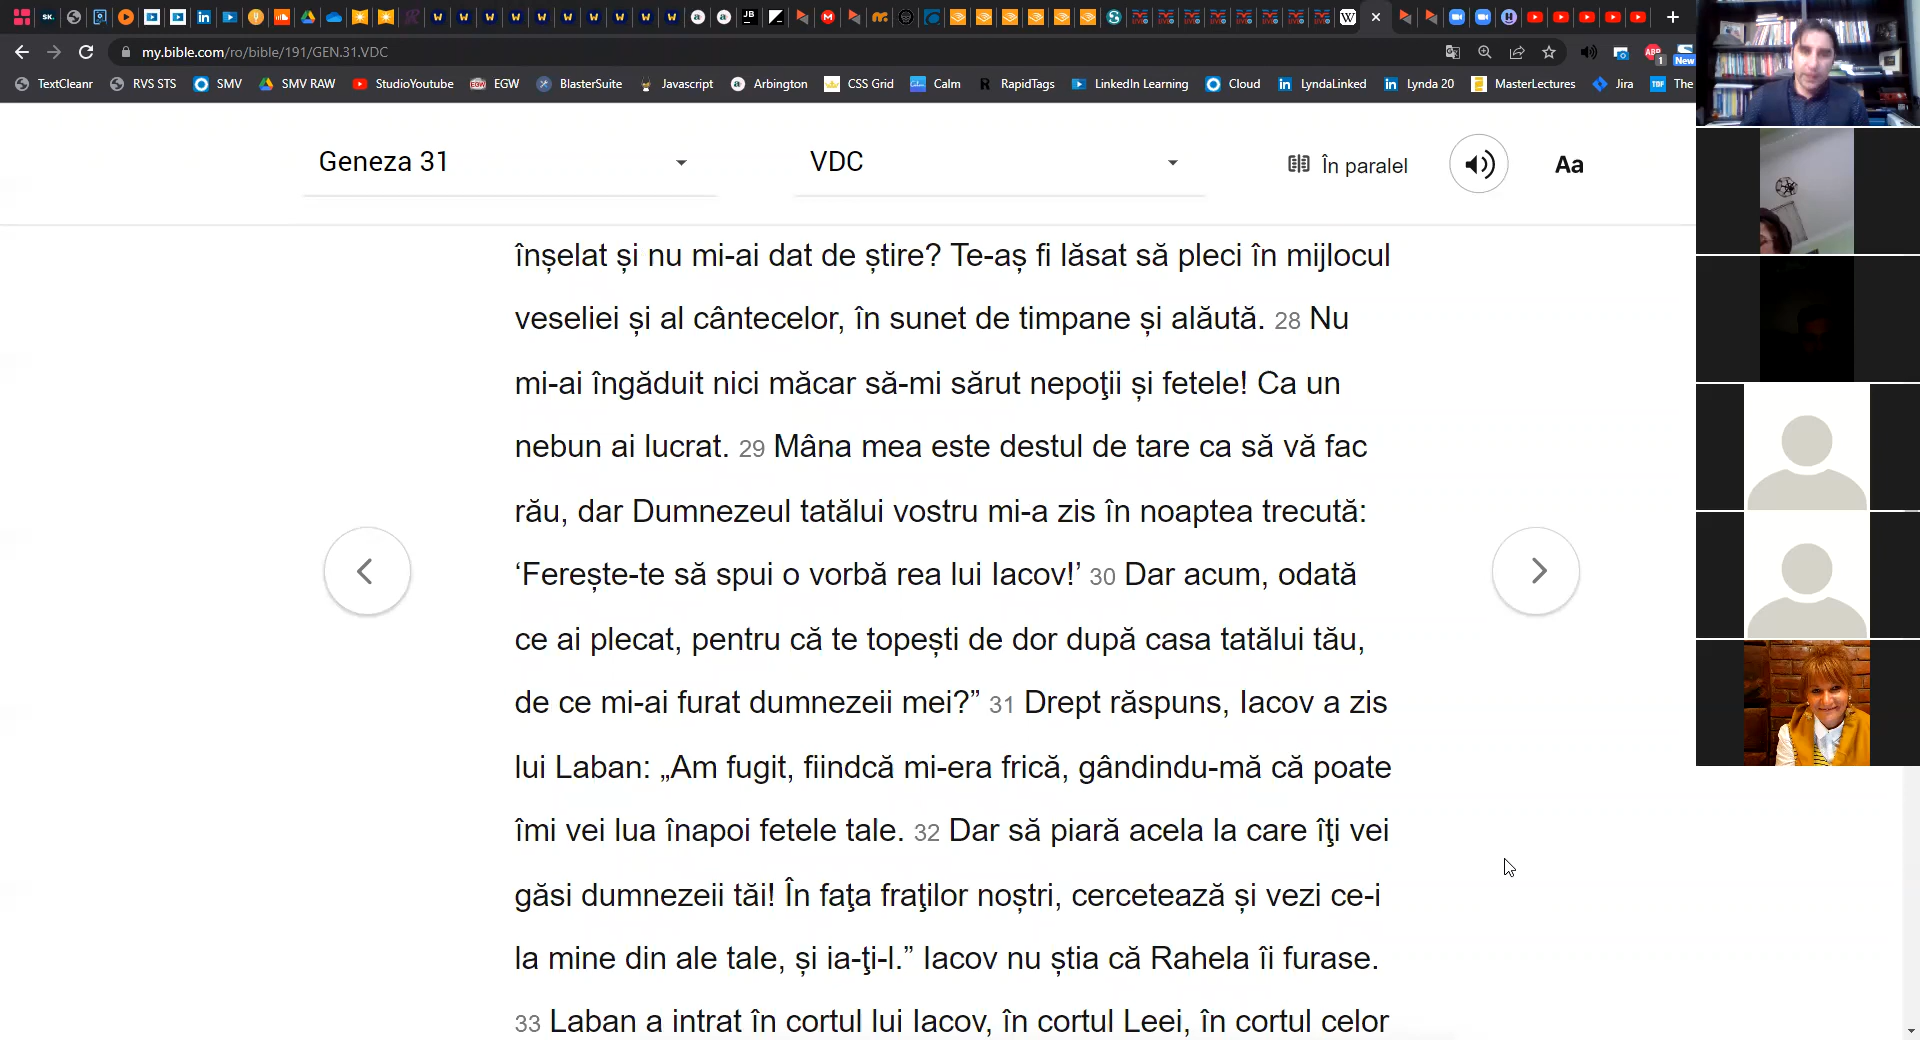 my.bible.com/ro/bible/191/GEN.31.VDC
TextCleanr RVS STS SMV SMV RAW StudioYoutube EGW BlasterSuite Javascript Arbington CSS Grid Calm RapidTags LinkedIn Learning Cloud LyndaLinked Lynda 20 MasterLectures Jira The
New
Geneza 31 VDC În paralel Aa
înșelat și nu mi-ai dat de știre? Te-aș fi lăsat să pleci în mijlocul
veseliei și al cântecelor, în sunet de timpane și alăută. 28 Nu
mi-ai îngăduit nici măcar să-mi sărut nepoţii și fetele! Ca un
nebun ai lucrat. 29 Mâna mea este destul de tare ca să vă fac
rău, dar Dumnezeul tatălui vostru mi-a zis în noaptea trecută:
‘Ferește-te să spui o vorbă rea lui Iacov!’ 30 Dar acum, odată
ce ai plecat, pentru că te topești de dor după casa tatălui tău,
de ce mi-ai furat dumnezeii mei?” 31 Drept răspuns, Iacov a zis
lui Laban: „Am fugit, fiindcă mi-era frică, gândindu-mă că poate
îmi vei lua înapoi fetele tale. 32 Dar să piară acela la care îţi vei
găsi dumnezeii tăi! În faţa fraţilor noștri, cercetează și vezi ce-i
la mine din ale tale, și ia-ţi-l.” Iacov nu știa că Rahela îi furase.
33 Laban a intrat în cortul lui Iacov, în cortul Leei, în cortul celor